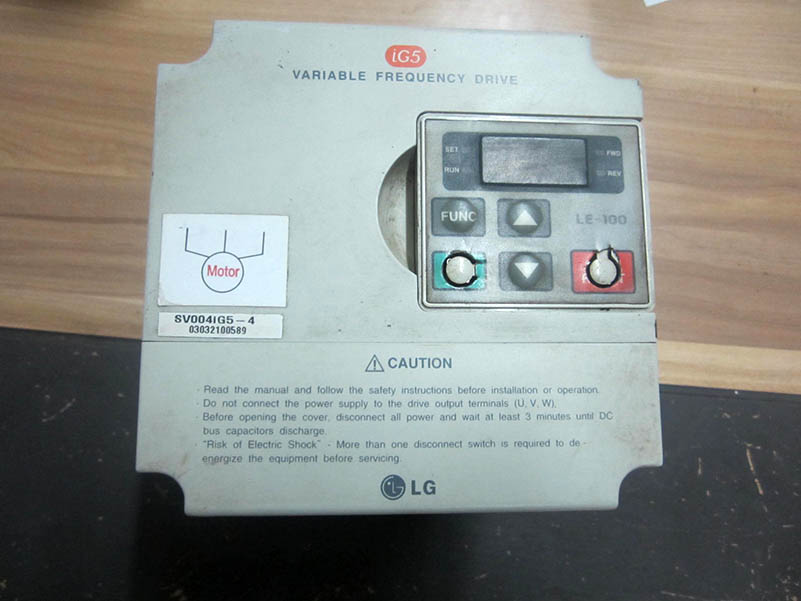 iG5
VARIABLE FREQUENCY DRIVE
SET
RUN
FWD
REV
FUNC
LE-100
Motor
SV004iG5-4
03032100589
CAUTION
· Read the manual and follow the safety instructions before installation or operation.
· Do not connect the power supply to the drive output terminals (U, V, W),
· Before opening the cover, disconnect all power and wait at least 3 minutes until DC
bus capacitors discharge.
· "Risk of Electric Shock" - More than one disconnect switch is required to de-
energize the equipment before servicing.
LG